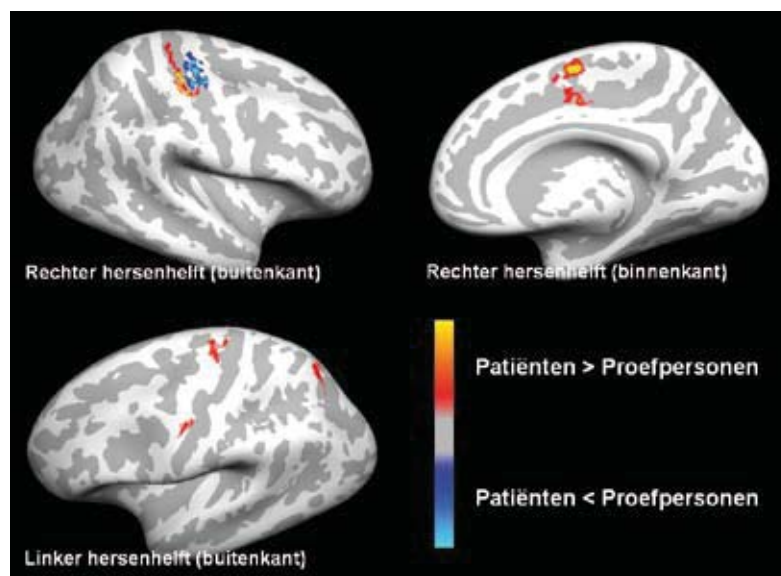 Rechter hersenhelft (buitenkant)
Rechter hersenhelft (binnenkant)
Patiënten > Proefpersonen
Patiënten < Proefpersonen
Linker hersenhelft (buitenkant)